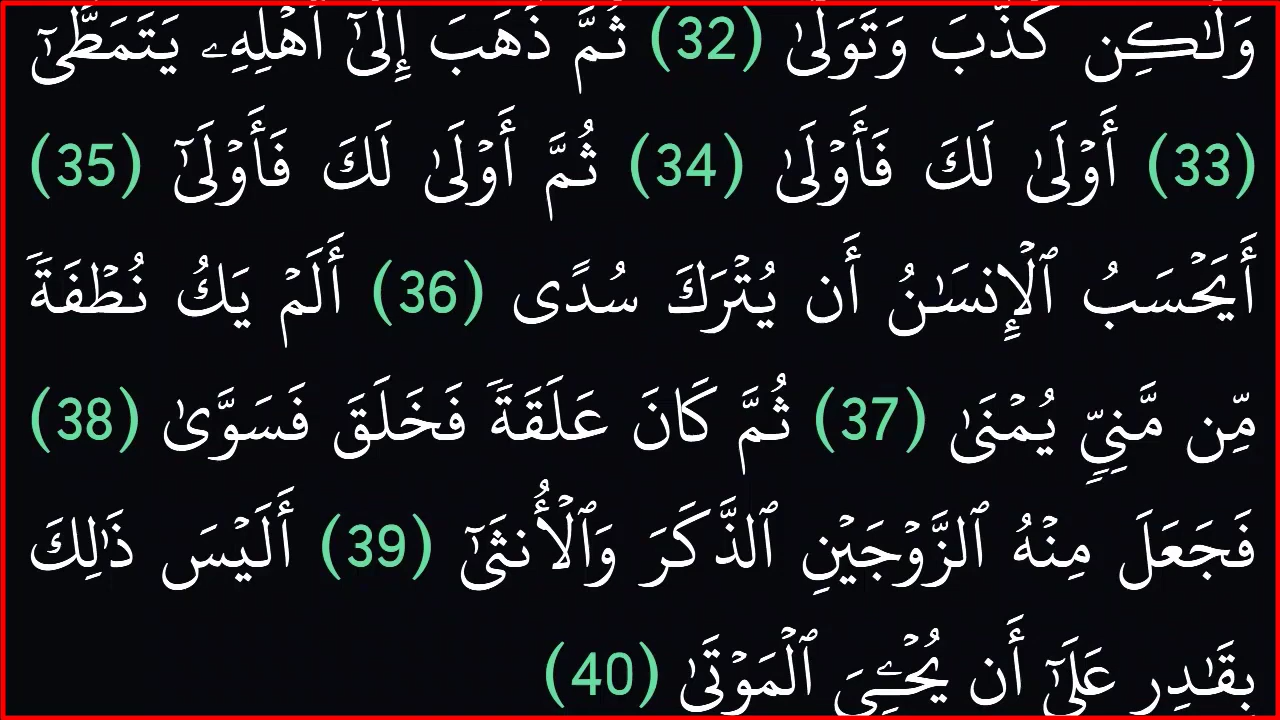 وَلَٰكِن كَذَّبَ وَتَوَلَّىٰ (32) ثُمَّ ذَهَبَ إِلَىٰٓ أَهْلِهِۦ يَتَمَطَّىٰٓ
(33) أَوْلَىٰ لَكَ فَأَوْلَىٰ (34) ثُمَّ أَوْلَىٰ لَكَ فَأَوْلَىٰٓ (35)
أَيَحْسَبُ ٱلْإِنسَٰنُ أَن يُتْرَكَ سُدًى (36) أَلَمْ يَكُ نُطْفَةً
مِّن مَّنِىٍّ يُمْنَىٰ (37) ثُمَّ كَانَ عَلَقَةً فَخَلَقَ فَسَوَّىٰ (38)
فَجَعَلَ مِنْهُ ٱلزَّوْجَيْنِ ٱلذَّكَرَ وَٱلْأُنثَىٰٓ (39) أَلَيْسَ ذَٰلِكَ
بِقَٰدِرٍ عَلَىٰٓ أَن يُحْـِۧىَ ٱلْمَوْتَىٰ (40)